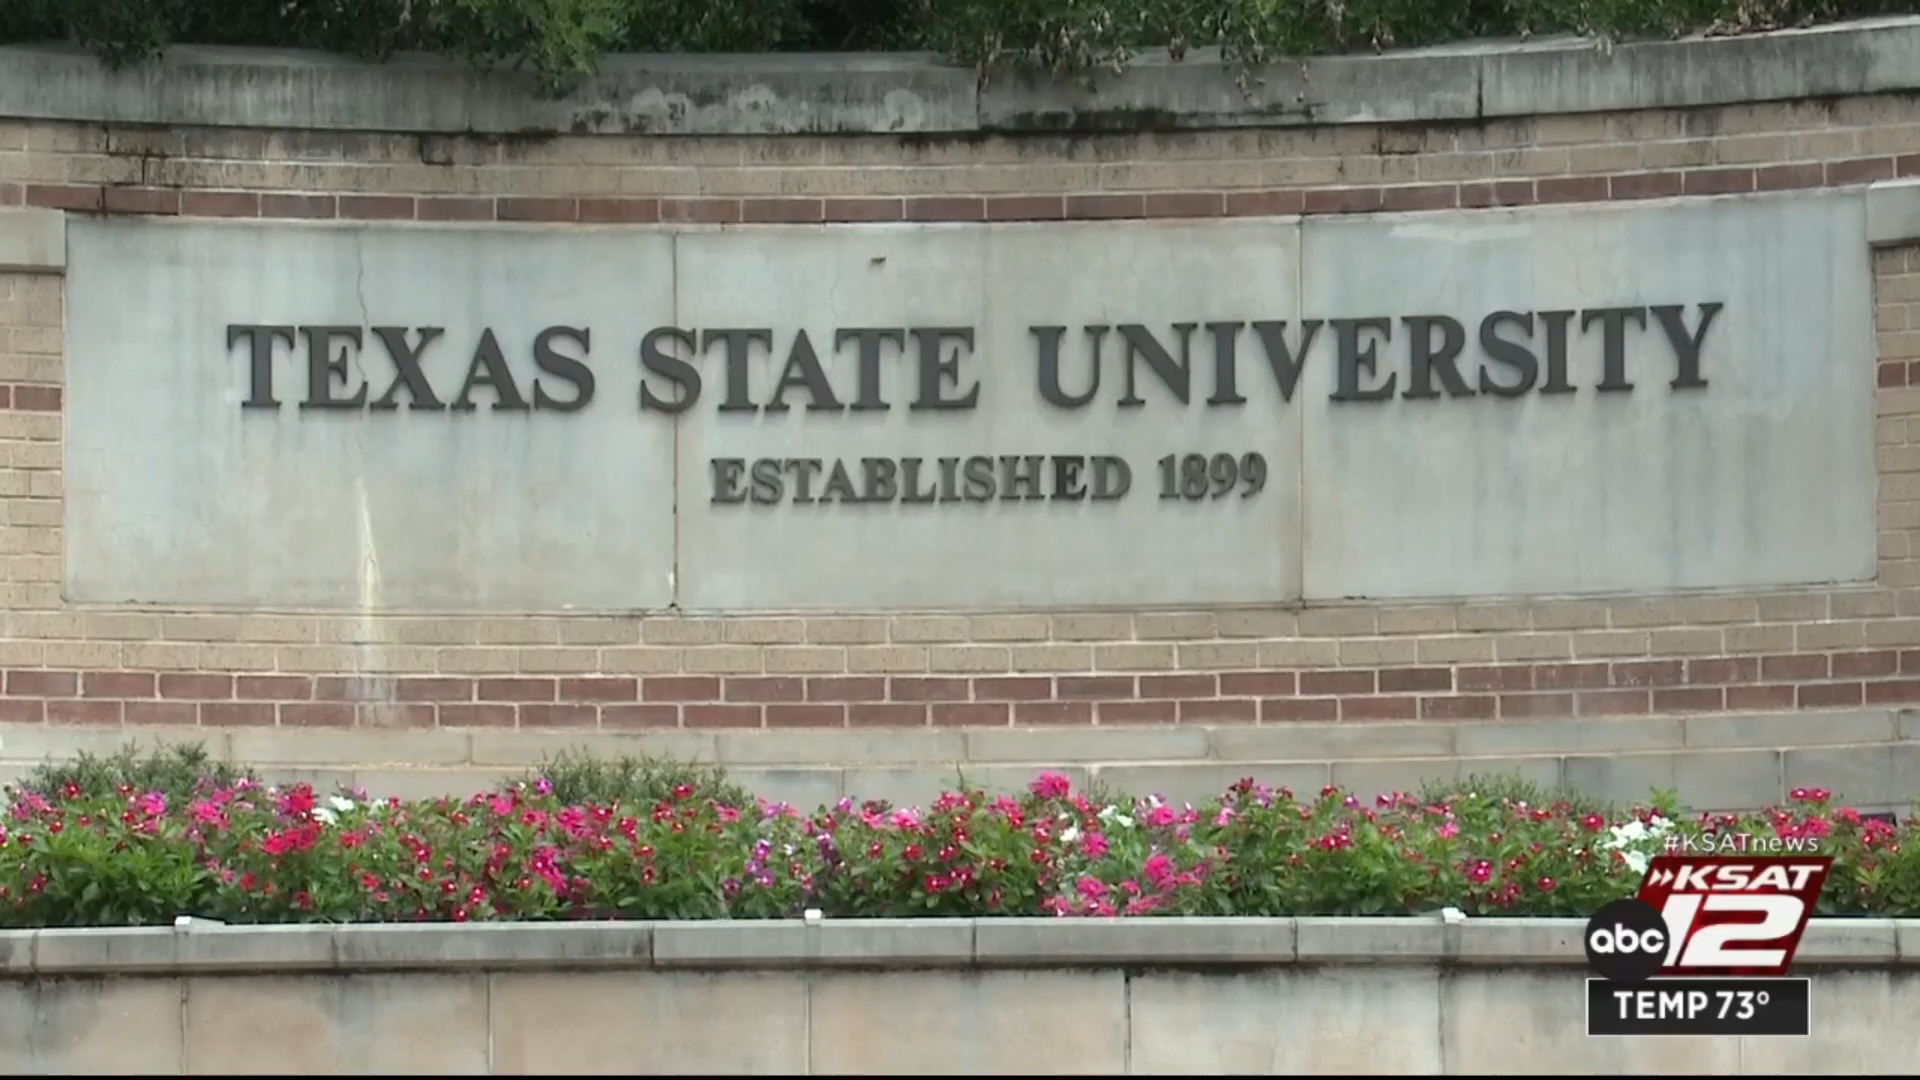 TEXAS STATE UNIVERSITY
ESTABLISHED 1899
#KSATnews
KSAT
abc 12
TEMP 73°